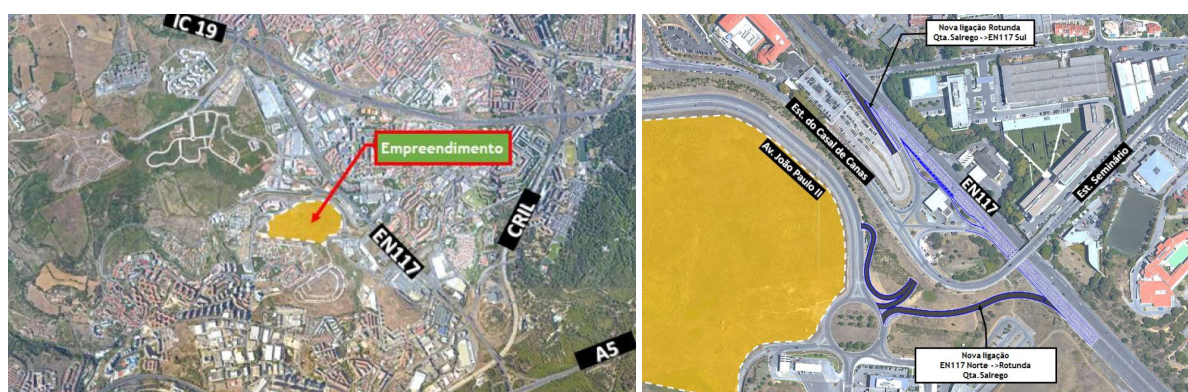 IC 19
Empreendimento
EN117
CRIL
A5
Nova ligação Rotunda
Qta.Salrego ->EN117 Sul
Est. do Casal de Canas
Av. João Paulo II
EN117
Est. Seminário
Nova ligação
EN117 Norte ->Rotunda
Qta.Salrego